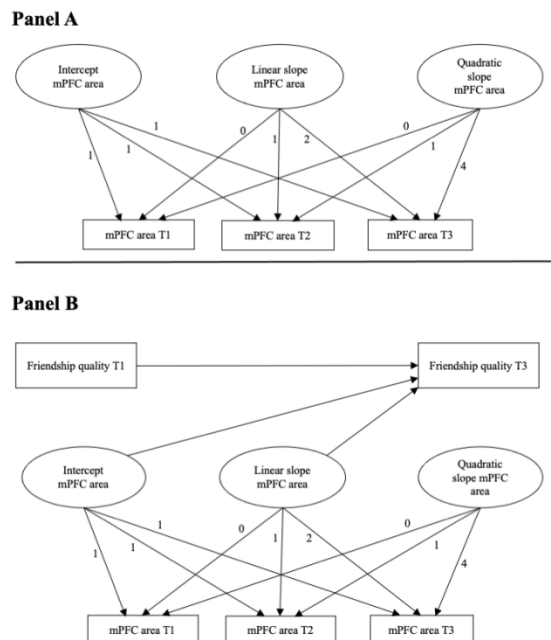 Panel A
Intercept
mPFC area
Linear slope
mPFC area
Quadratic
slope
mPFC area
1
1
1
0
1
2
0
1
4
mPFC area T1
mPFC area T2
mPFC area T3
Panel B
Friendship quality T1
Friendship quality T3
Intercept
mPFC area
Linear slope
mPFC area
Quadratic
slope mPFC
area
1
1
1
0
1
2
0
1
4
mPFC area T1
mPFC area T2
mPFC area T3